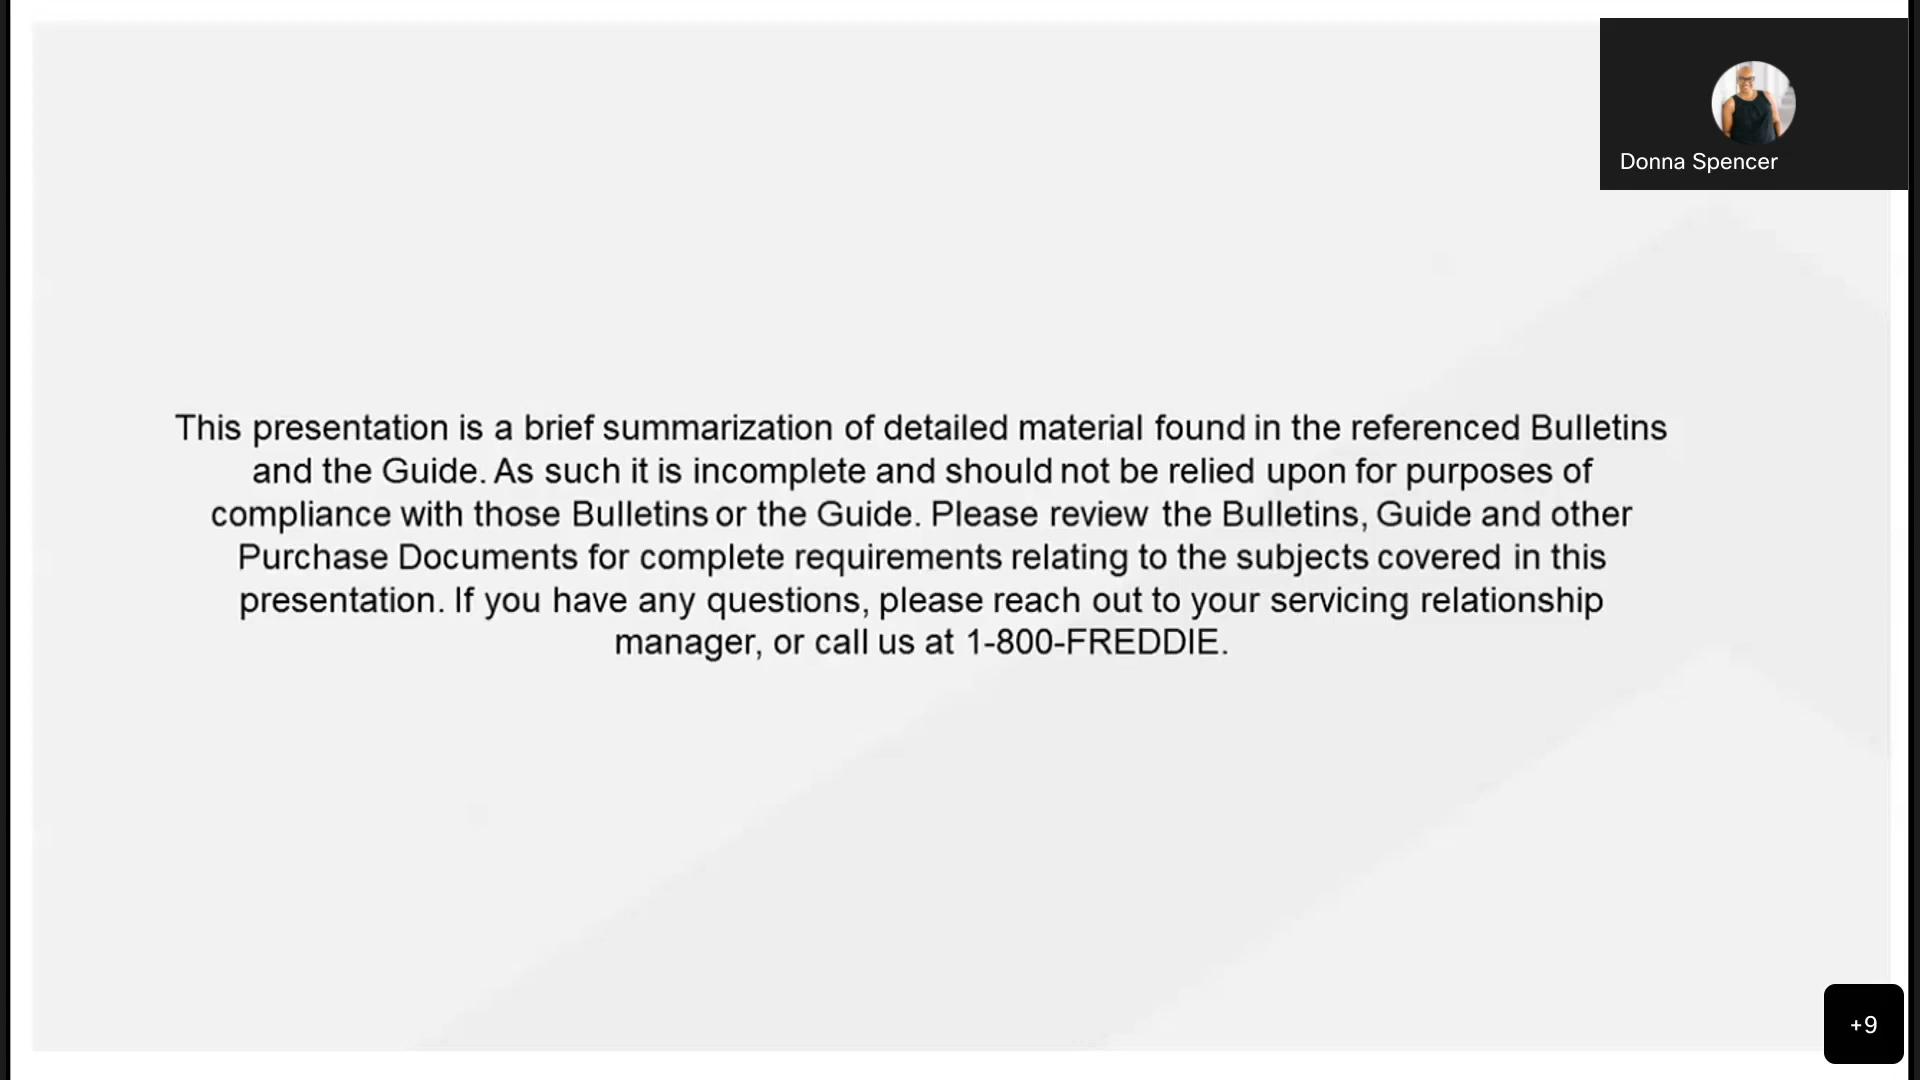 Donna Spencer
This presentation is a brief summarization of detailed material found in the referenced Bulletins
and the Guide. As such it is incomplete and should not be relied upon for purposes of
compliance with those Bulletins or the Guide. Please review the Bulletins, Guide and other
Purchase Documents for complete requirements relating to the subjects covered in this
presentation. If you have any questions, please reach out to your servicing relationship
manager, or call us at 1-800-FREDDIE.
+9